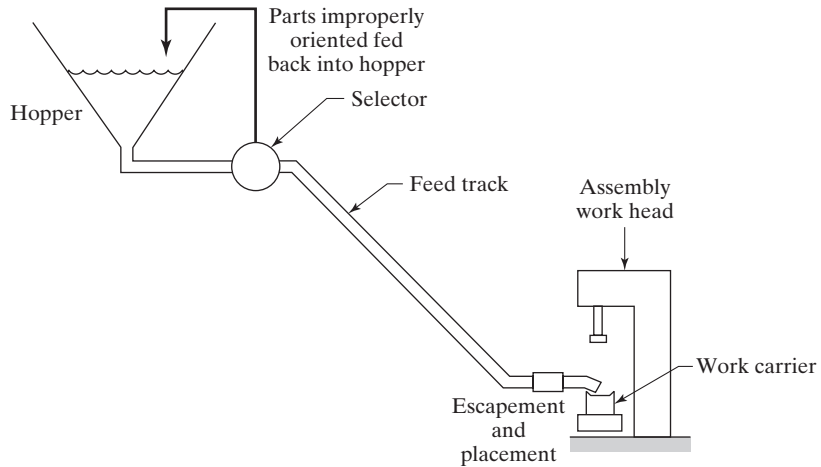 Parts improperly
oriented fed
back into hopper
Selector
Hopper
Feed track
Assembly
work head
Work carrier
Escapement
and
placement